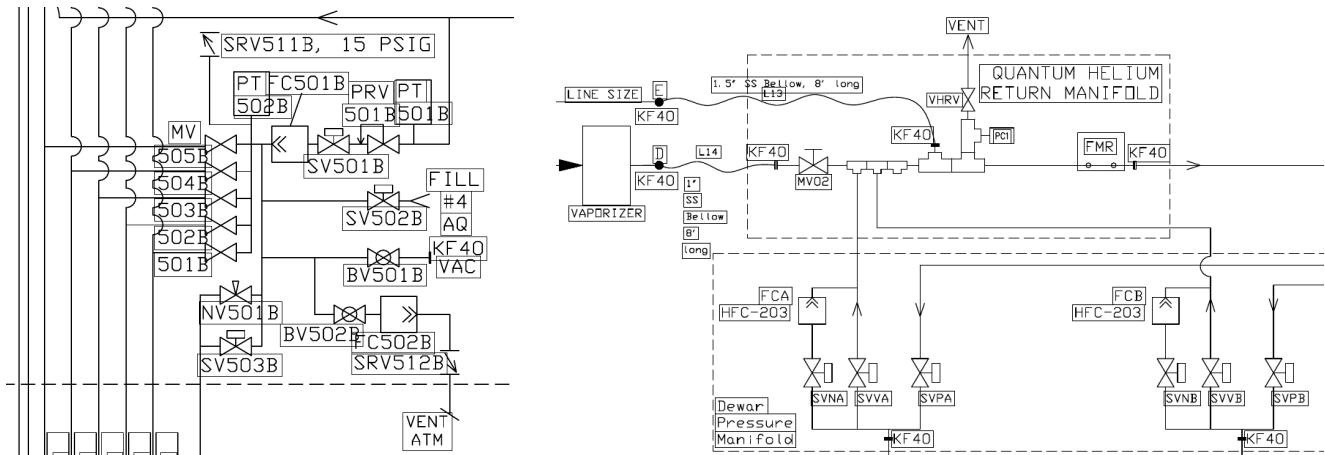 SRV511B, 15 PSIG
PT
502B
FC501B
PRV
501B
PT
501B
MV
505B
504B
503B
502B
501B
SV501B
SV502B
FILL
#4
AQ
KF40
VAC
BV501B
NV501B
BV502B
FC502B
SV503B
SRV512B
VENT
ATM
VENT
QUANTUM HELIUM
RETURN MANIFOLD
1.5" SS Bellow, 8' long
L13
LINE SIZE
E
KF40
VHRV
KF40
PC1
D
KF40
L14
KF40
MV02
FMR
KF40
VAPORIZER
1"
SS
Bellow
8'
long
FCA
HFC-203
FCB
HFC-203
SVNA
SVVA
SVPA
SVNB
SVVB
SVPB
Dewar
Pressure
Manifold
KF40
KF40